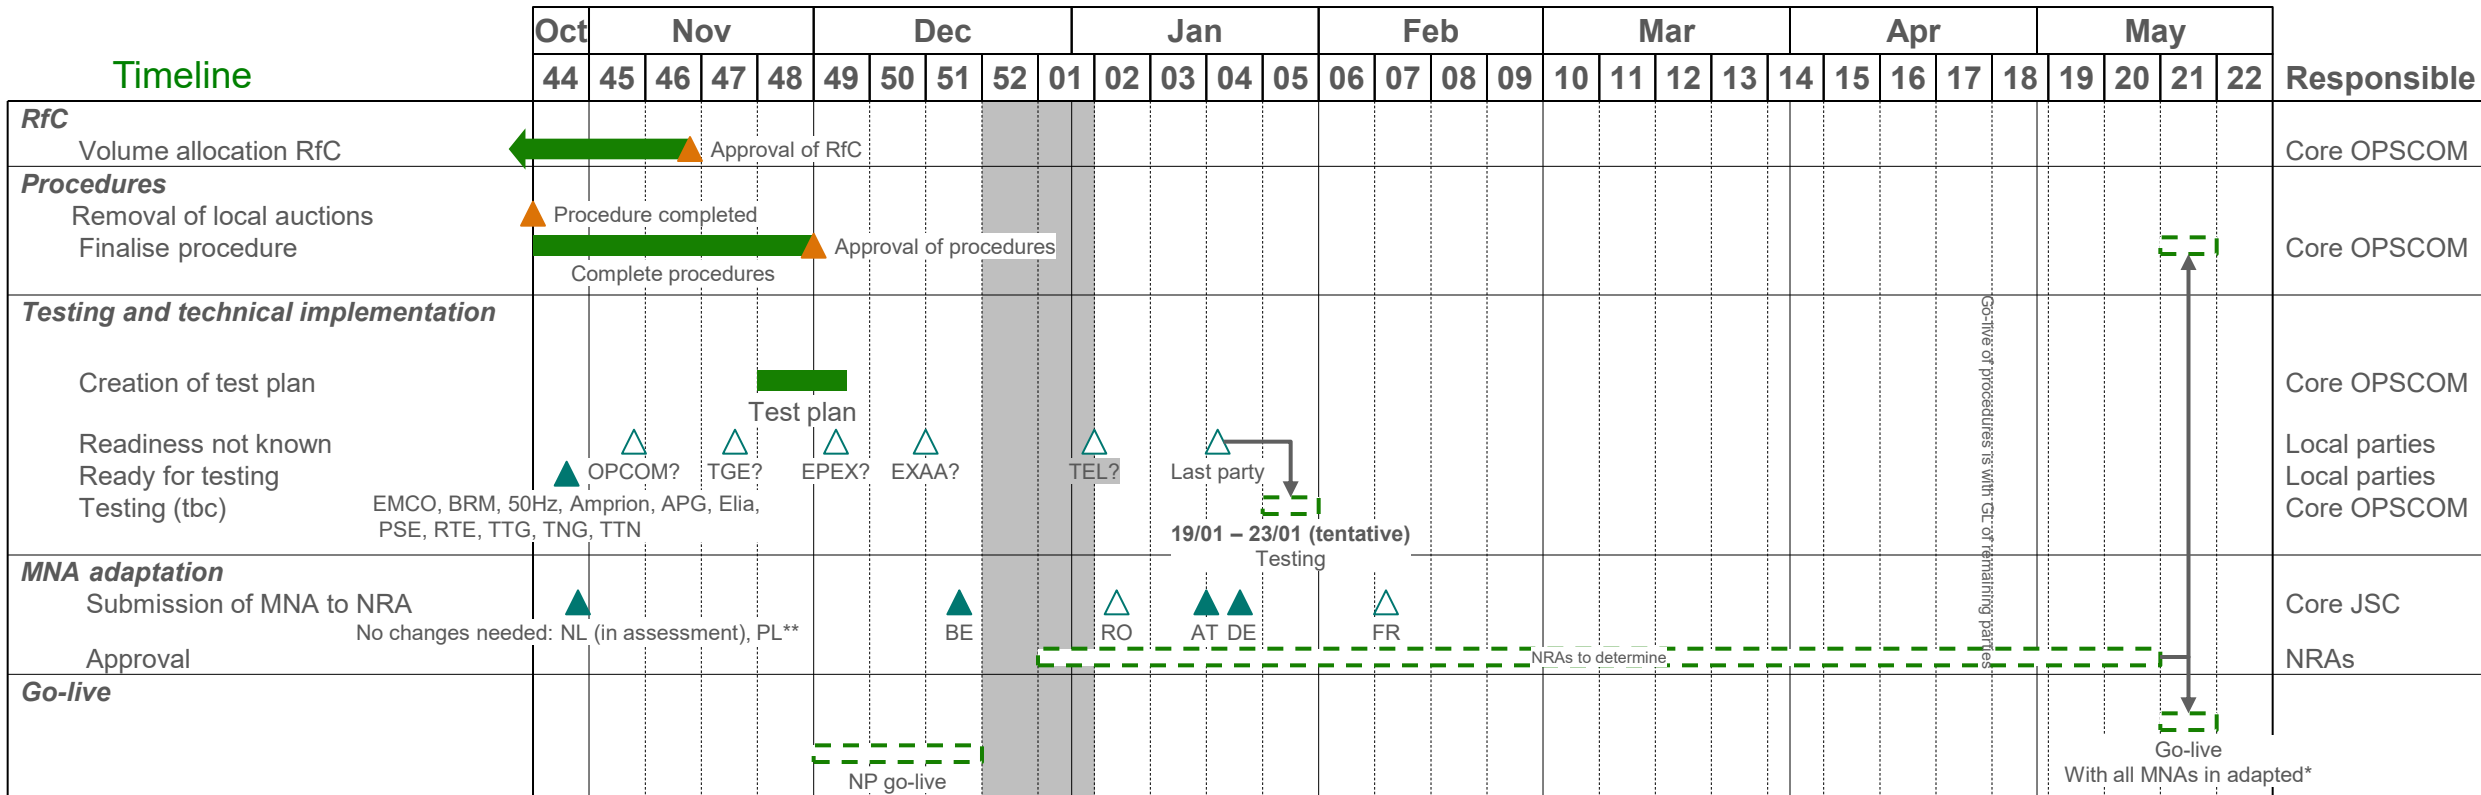 Oct Nov Dec Jan Feb Mar Apr May
Timeline
44 45 46 47 48 49 50 51 52 01 02 03 04 05 06 07 08 09 10 11 12 13 14 15 16 17 18 19 20 21 22 Responsible
RfC
Volume allocation RfC
Approval of RfC
Core OPSCOM
Procedures
Removal of local auctions
Procedure completed
Finalise procedure
Approval of procedures
Core OPSCOM
Complete procedures
Testing and technical implementation
Go-live of procedures is with GL of remaining parties
Creation of test plan
Core OPSCOM
Test plan
Readiness not known
Local parties
OPCOM? TGE? EPEX? EXAA? TEL? Last party
Ready for testing
Local parties
Testing (tbc)
EMCO, BRM, 50Hz, Amprion, APG, Elia,
PSE, RTE, TTG, TNG, TTN
Core OPSCOM
19/01 – 23/01 (tentative)
Testing
MNA adaptation
Submission of MNA to NRA
Core JSC
No changes needed: NL (in assessment), PL**
BE RO AT DE FR
Approval
NRAs to determine
NRAs
Go-live
Go-live
With all MNAs in adapted*
NP go-live